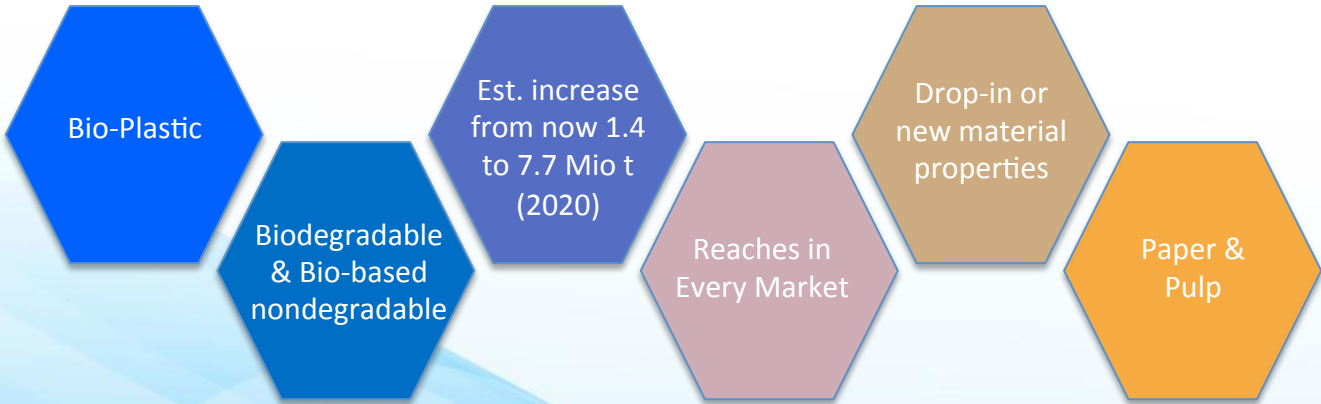 Bio-Plastic
Biodegradable
& Bio-based
nondegradable
Est. increase
from now 1.4
to 7.7 Mio t
(2020)
Reaches in
Every Market
Drop-in or
new material
properties
Paper &
Pulp